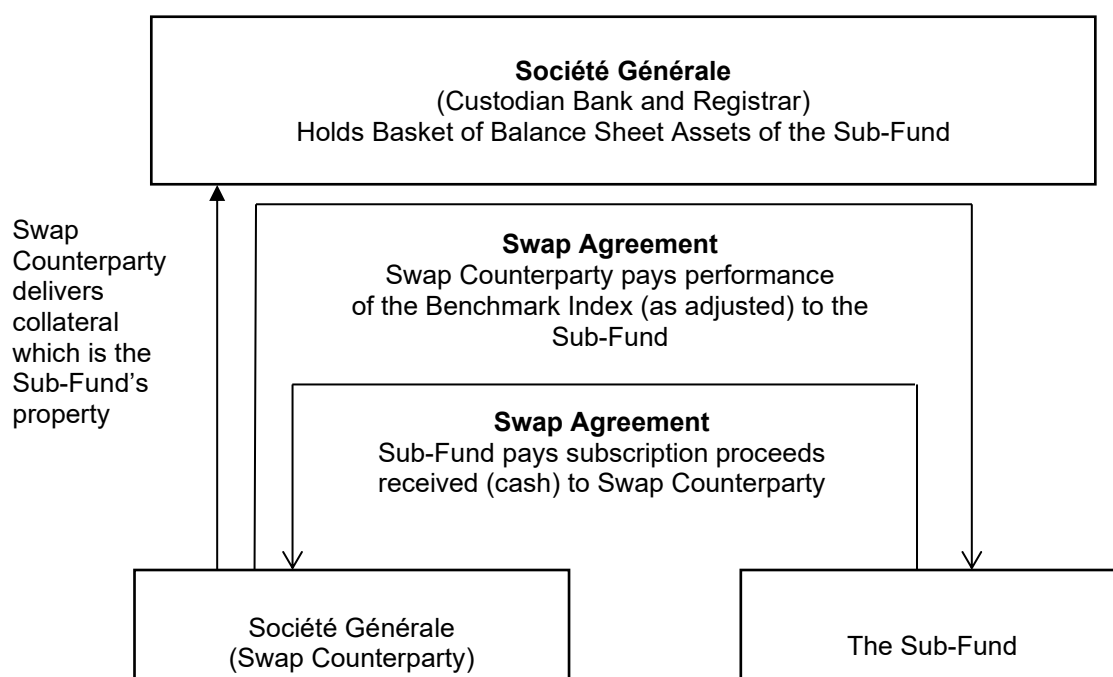 Société Générale
(Custodian Bank and Registrar)
Holds Basket of Balance Sheet Assets of the Sub-Fund
Swap
Counterparty
delivers
collateral
which is the
Sub-Fund’s
property
Swap Agreement
Swap Counterparty pays performance
of the Benchmark Index (as adjusted) to the
Sub-Fund
Swap Agreement
Sub-Fund pays subscription proceeds
received (cash) to Swap Counterparty
Société Générale
(Swap Counterparty)
The Sub-Fund